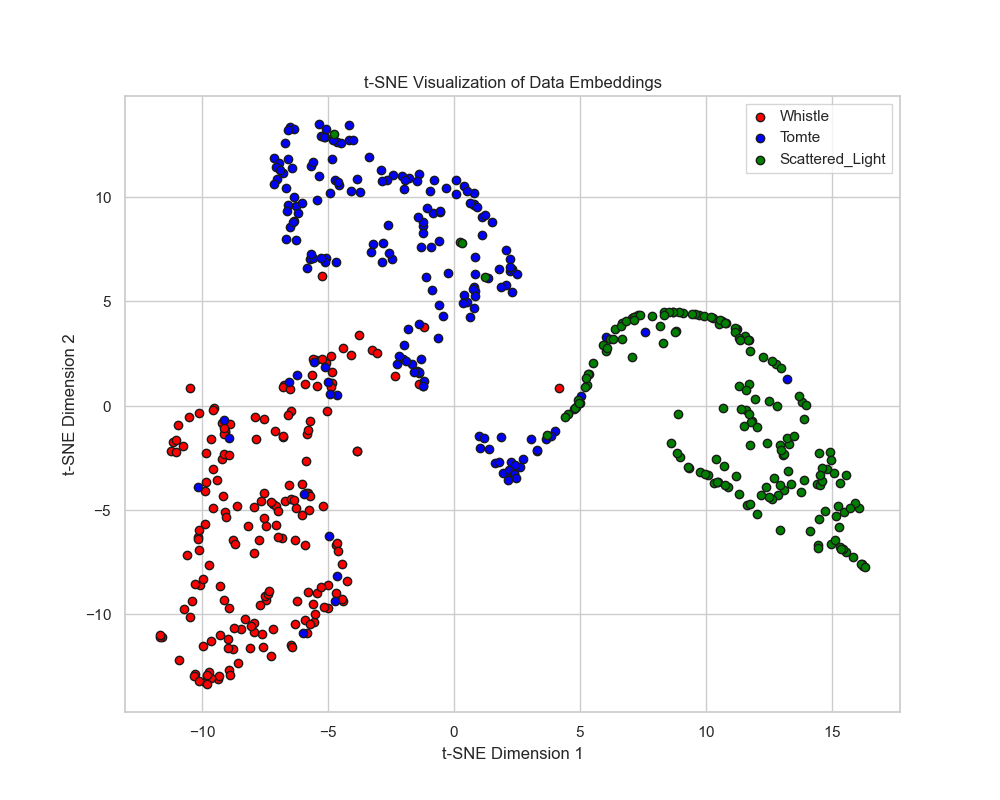 t-SNE Visualization of Data Embeddings
Whistle
Tomte
Scattered_Light
10
5
0
−5
−10
t-SNE Dimension 2
−10
−5
0
5
10
15
t-SNE Dimension 1